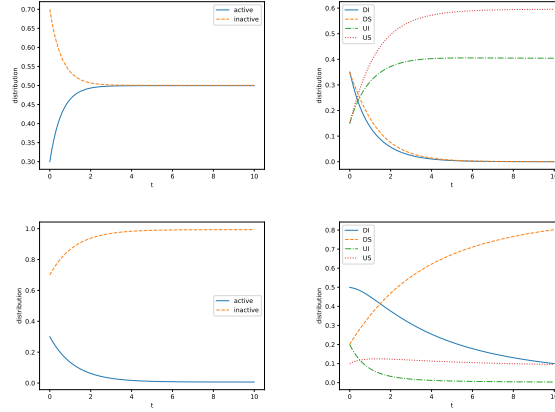 0.70
0.65
0.60
0.55
0.50
0.45
0.40
0.35
0.30
distribution
0 2 4 6 8 10
t
active
inactive
0.6
0.5
0.4
0.3
0.2
0.1
0.0
distribution
0 2 4 6 8 10
t
DI
DS
UI
US
1.0
0.8
0.6
0.4
0.2
0.0
distribution
0 2 4 6 8 10
t
active
inactive
0.8
0.7
0.6
0.5
0.4
0.3
0.2
0.1
0.0
distribution
0 2 4 6 8 10
t
DI
DS
UI
US